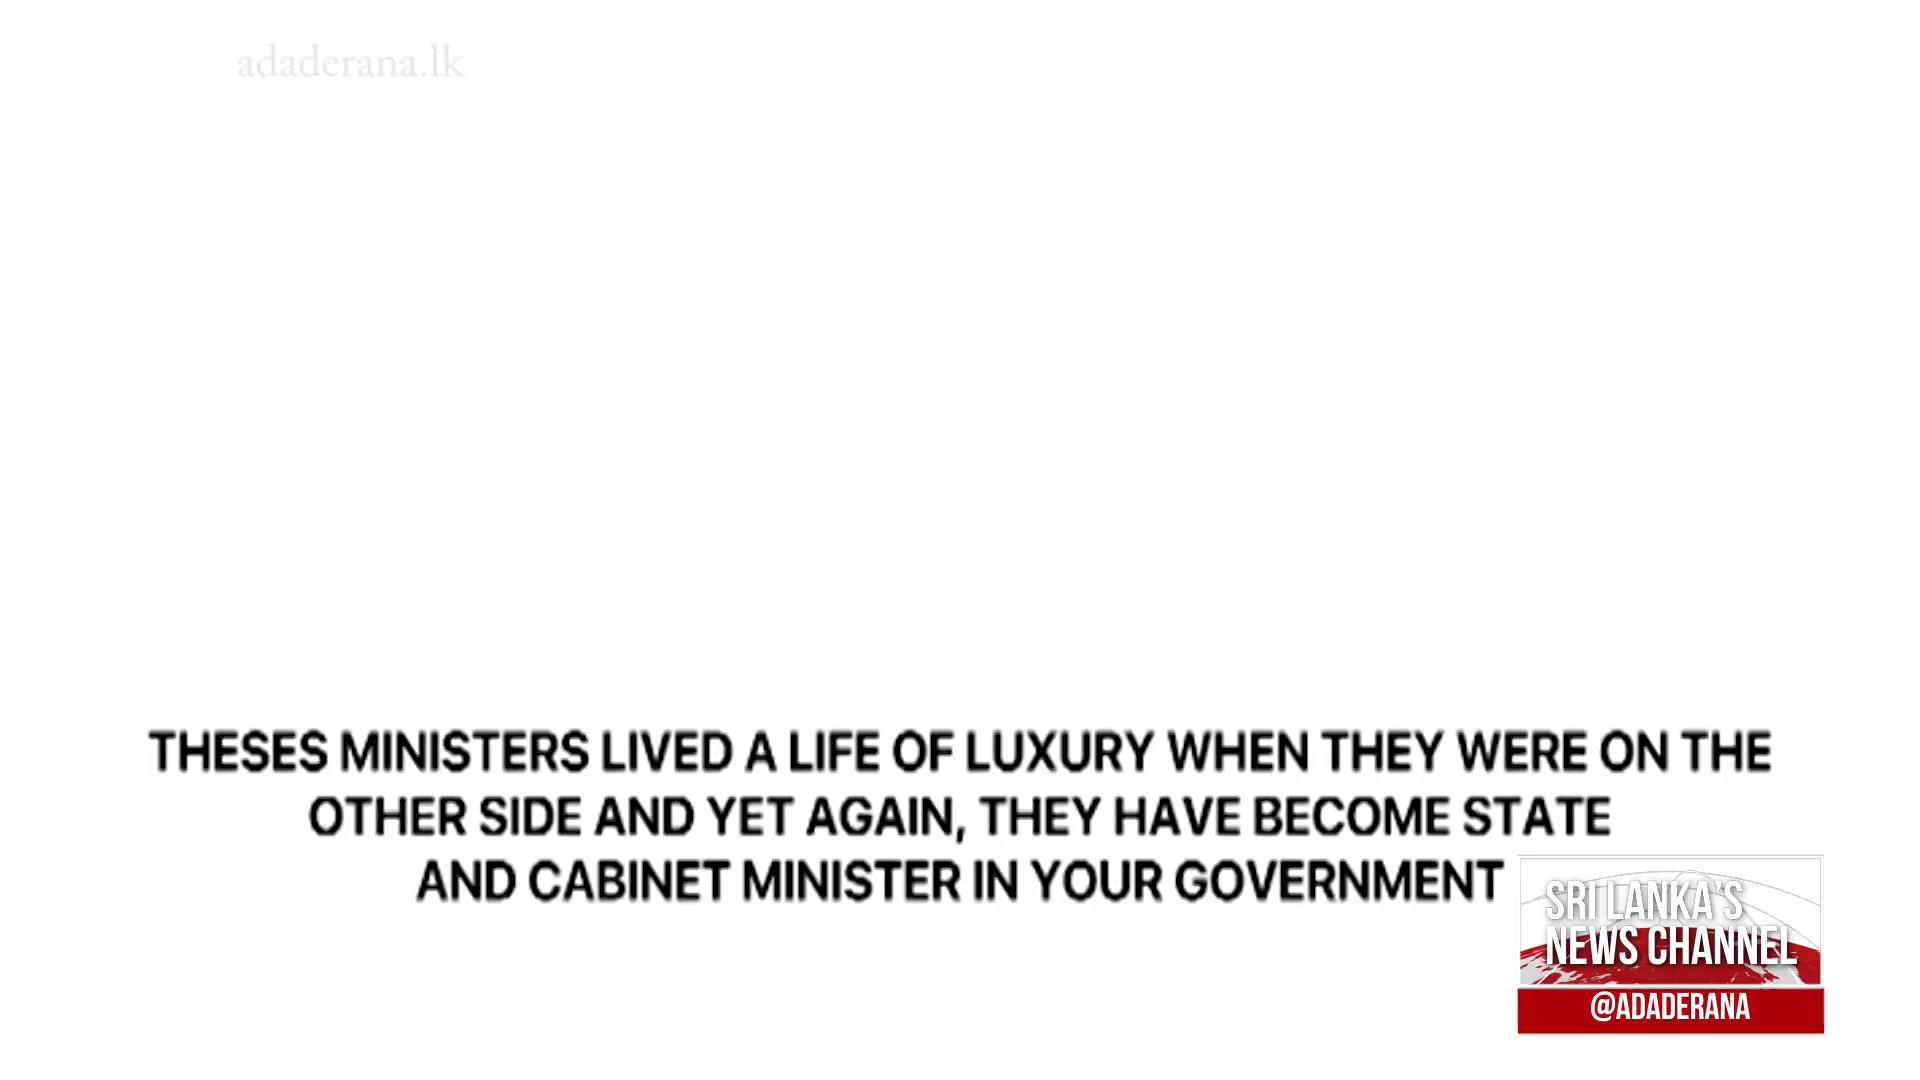 adaderana.lk
THESES MINISTERS LIVED A LIFE OF LUXURY WHEN THEY WERE ON THE
OTHER SIDE AND YET AGAIN, THEY HAVE BECOME STATE
AND CABINET MINISTER IN YOUR GOVERNMENT
SRI LANKA'S
NEWS CHANNEL
@ADADERANA